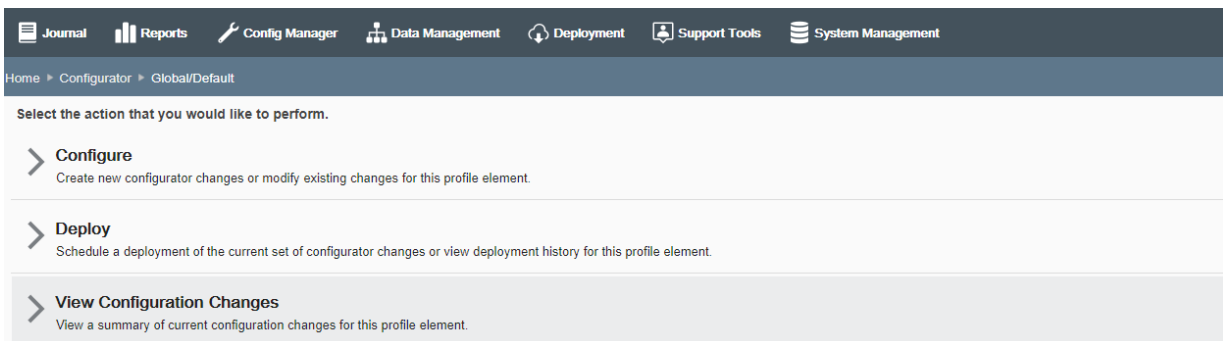 Journal Reports Config Manager Data Management Deployment Support Tools System Management
Home Configurator Global/Default
Select the action that you would like to perform.
Configure
Create new configurator changes or modify existing changes for this profile element.
Deploy
Schedule a deployment of the current set of configurator changes or view deployment history for this profile element.
View Configuration Changes
View a summary of current configuration changes for this profile element.